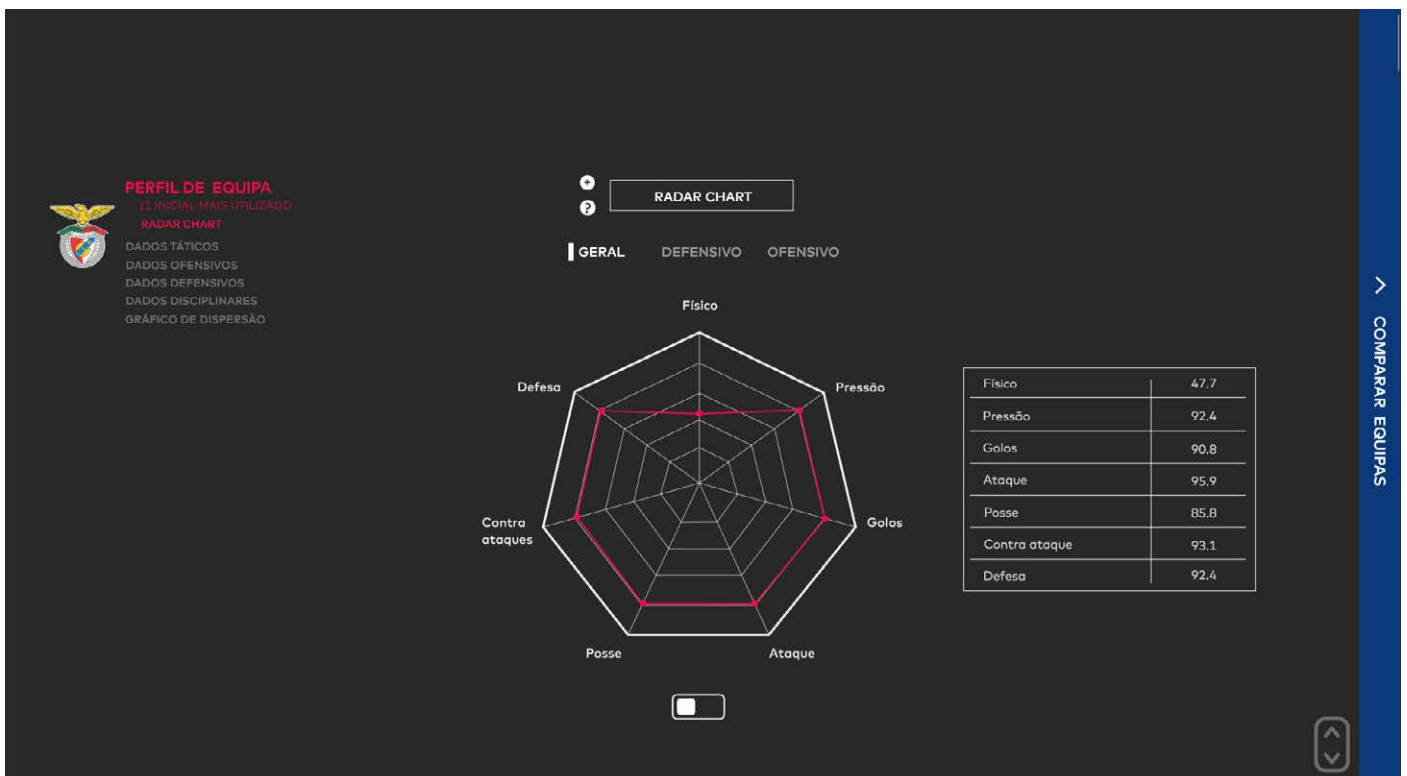 PERFIL DE EQUIPA
11 INICIAL MAIS UTILIZADO
RADAR CHART
DADOS TÁTICOS
DADOS OFENSIVOS
DADOS DEFENSIVOS
DADOS DISCIPLINARES
GRÁFICO DE DISPERSÃO
+
?
RADAR CHART
GERAL DEFENSIVO OFENSIVO
Físico
Defesa
Pressão
Contra
ataques
Golos
Posse
Ataque
Físico 47.7
Pressão 92.4
Golos 90.8
Ataque 95.9
Posse 85.8
Contra ataque 93.1
Defesa 92.4
COMPARAR EQUIPAS